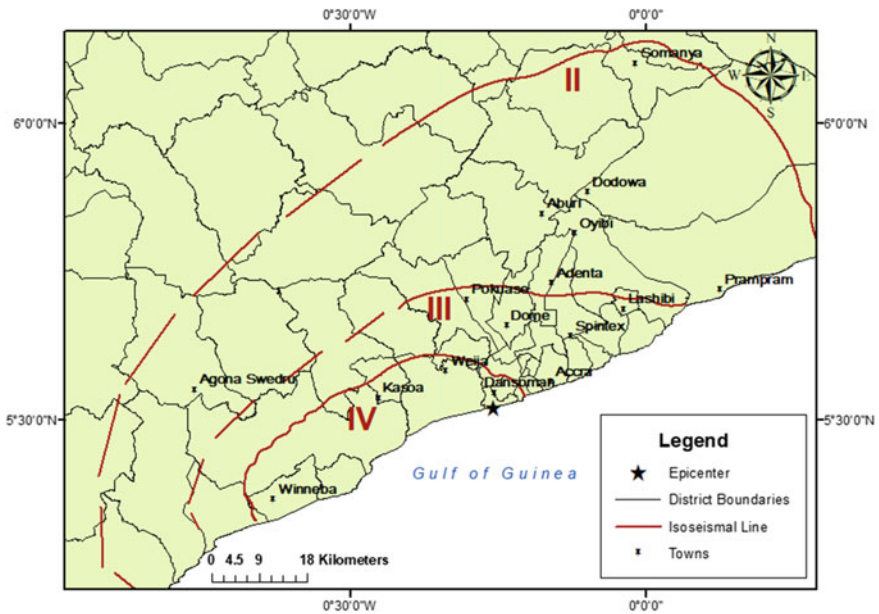 0°30'0"W 0°0'0"
N
W E
S
Somanya
II
6°0'0"N 6°0'0"N
Dodowa
Aburi
Oyibi
Adenta
Prampram
Pokuase
Lashibi
III
Dome
Spintex
Weija
Accra
Agona Swedru
Kasoa
Dansoman
IV
5°30'0"N 5°30'0"N
Gulf of Guinea
Winneba
0 4.5 9 18 Kilometers
Legend
Epicenter
District Boundaries
Isoseismal Line
Towns
0°30'0"W 0°0'0"